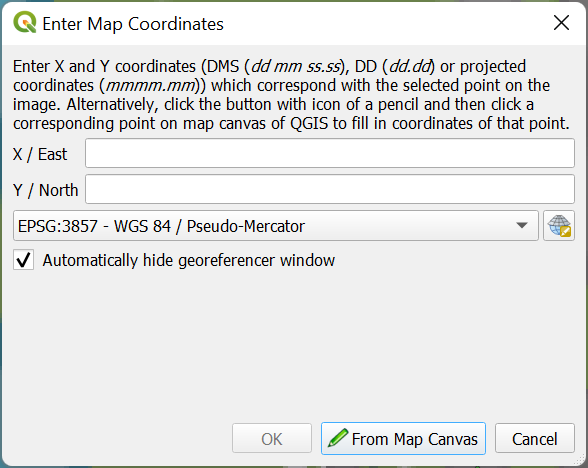 Enter Map Coordinates
Enter X and Y coordinates (DMS (dd mm ss.ss), DD (dd.dd) or projected
coordinates (mmmm.mm)) which correspond with the selected point on the
image. Alternatively, click the button with icon of a pencil and then click a
corresponding point on map canvas of QGIS to fill in coordinates of that point.
X / East
Y / North
EPSG:3857 - WGS 84 / Pseudo-Mercator
Automatically hide georeferencer window
OK From Map Canvas Cancel